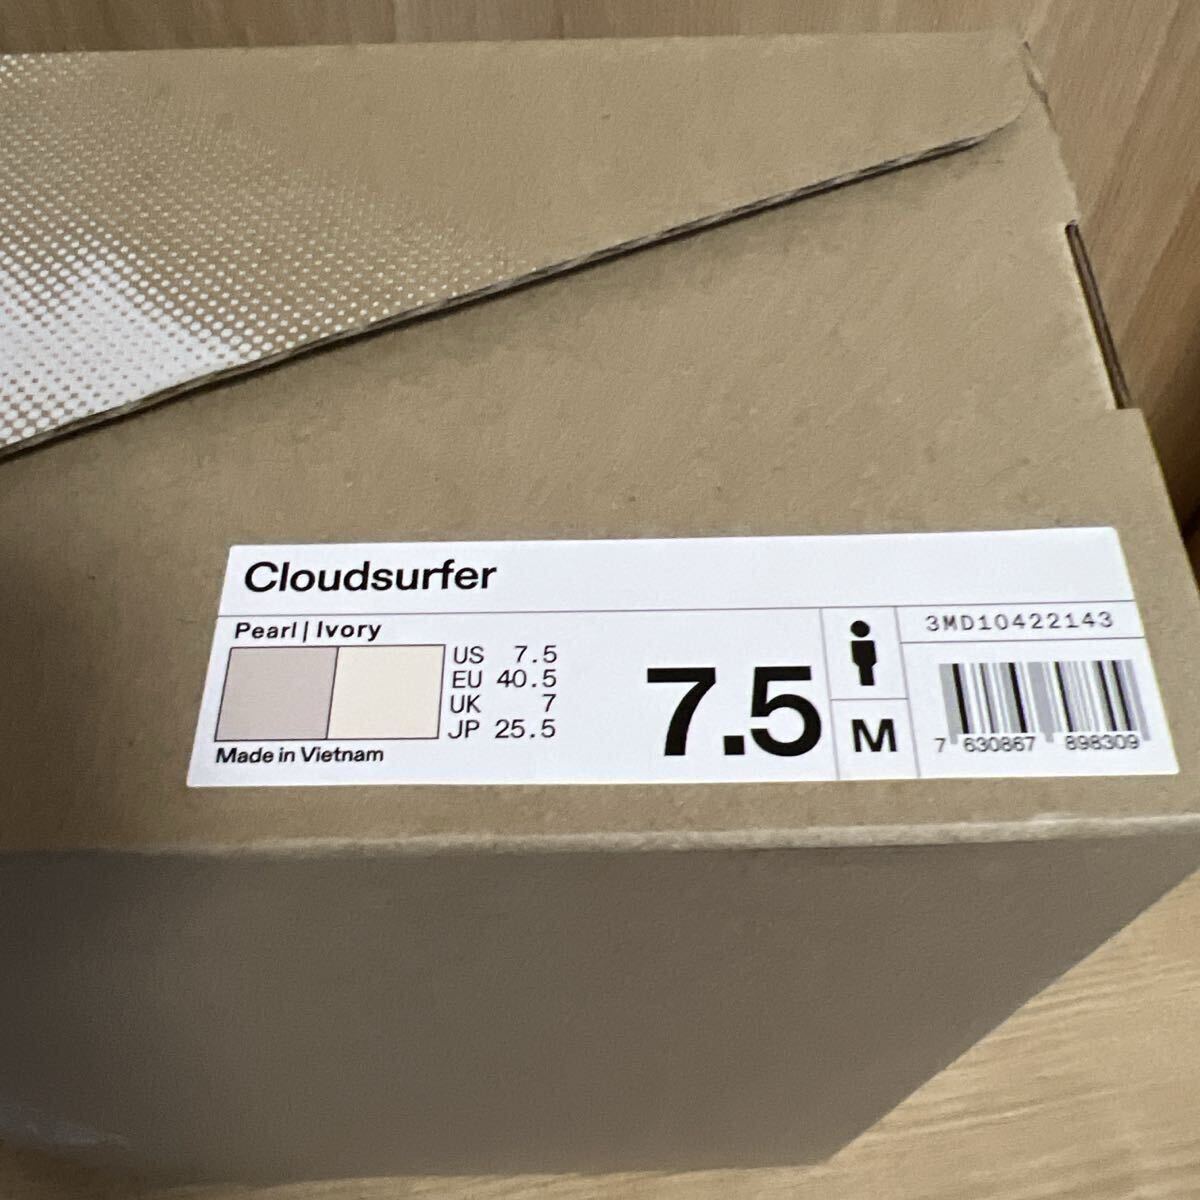 Cloudsurfer
Pearl | Ivory
US 7.5
EU 40.5
UK 7
JP 25.5
Made in Vietnam
7.5
M
3MD10422143
7 630867 898309